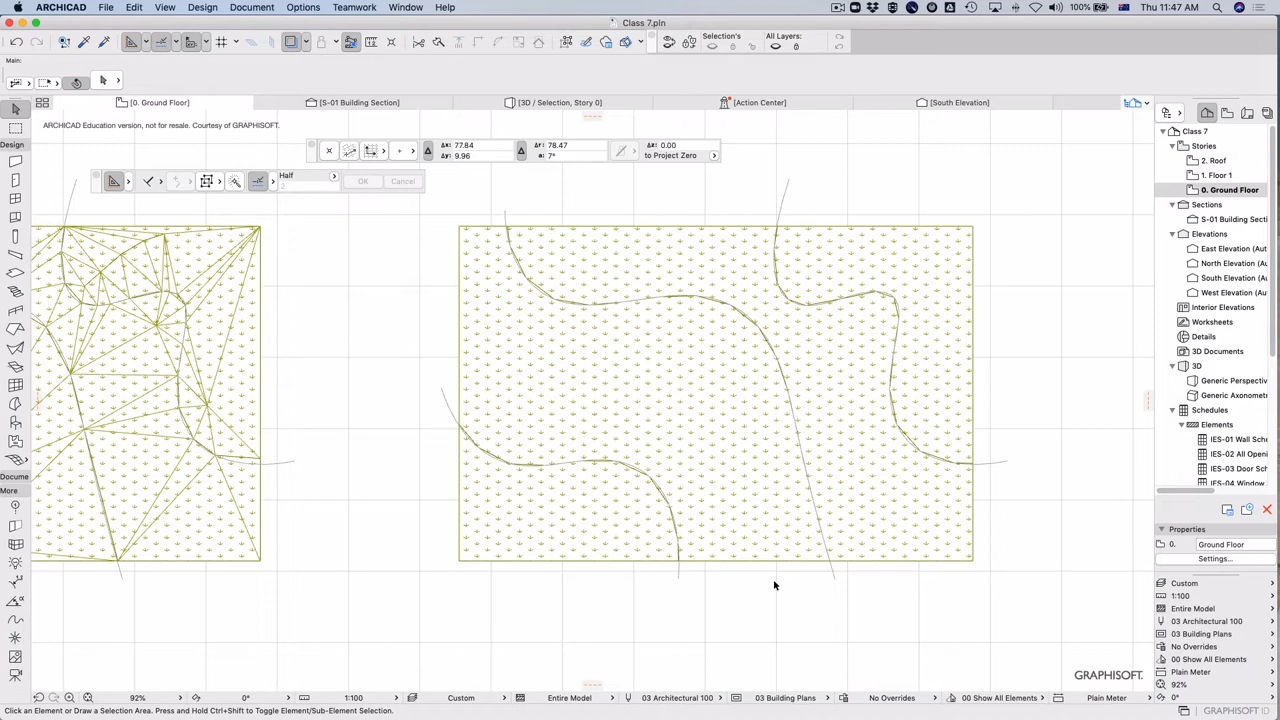 ARCHICAD File Edit View Design Document Options Teamwork Window Help 100% Thu 11:47 AM
Class 7.pln
Selection's: All Layers:
Main:
[0. Ground Floor] [S-01 Building Section] [3D / Selection, Story 0] [Action Center] [South Elevation]
ARCHICAD Education version, not for resale. Courtesy of GRAPHISOFT.
Δx: 77.84 Δr: 78.47 Δz: 0.00
Δy: 9.96 a: 7° to Project Zero
Half
2
OK Cancel
Design
Docume
More
Class 7
Stories
2. Roof
1. Floor 1
0. Ground Floor
Sections
S-01 Building Secti
Elevations
East Elevation (Aut
North Elevation (Au
South Elevation (Au
West Elevation (Au
Interior Elevations
Worksheets
Details
3D Documents
3D
Generic Perspectiv
Generic Axonometr
Schedules
Elements
IES-01 Wall Sche
IES-02 All Openi
IES-03 Door Sch
IES-04 Window
Properties
0. Ground Floor
Settings...
Custom
1:100
Entire Model
03 Architectural 100
03 Building Plans
No Overrides
00 Show All Elements
Plain Meter
92%
0°
GRAPHISOFT.
92% 0° 1:100 Custom Entire Model 03 Architectural 100 03 Building Plans No Overrides 00 Show All Elements Plain Meter
Click an Element or Draw a Selection Area. Press and Hold Ctrl+Shift to Toggle Element/Sub-Element Selection.
GRAPHISOFT ID